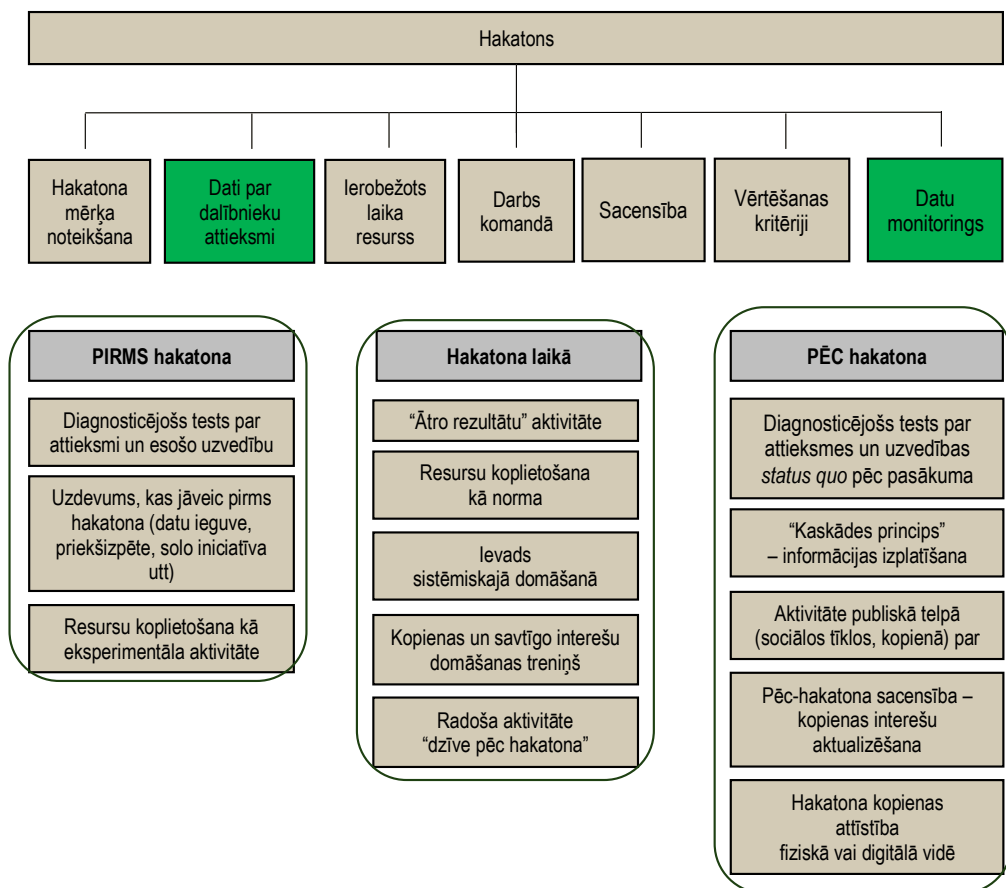 Hakatons
Hakatona
mērķa
noteikšana
Dati par
dalībnieku
attieksmi
Ierobežots
laika
resurss
Darbs
komandā
Sacensība
Vērtēšanas
kritēriji
Datu
monitorings
PIRMS hakatona
Diagnosticējošs tests par
attieksmi un esošo uzvedību
Uzdevums, kas jāveic pirms
hakatona (datu ieguve,
priekšizpēte, solo iniciatīva
utt)
Resursu koplietošana kā
eksperimentāla aktivitāte
Hakatona laikā
“Ātro rezultātu” aktivitāte
Resursu koplietošana
kā norma
Ievads
sistēmiskajā domāšanā
Kopienas un savtīgo interešu
domāšanas treniņš
Radoša aktivitāte
“dzīve pēc hakatona”
PĒC hakatona
Diagnosticējošs tests par
attieksmes un uzvedības
status quo pēc pasākuma
“Kaskādes princips”
– informācijas izplatīšana
Aktivitāte publiskā telpā
(sociālos tīklos, kopienā) par
Pēc-hakatona sacensība –
kopienas interešu
aktualizēšana
Hakatona kopienas
attīstība
fiziskā vai digitālā vidē